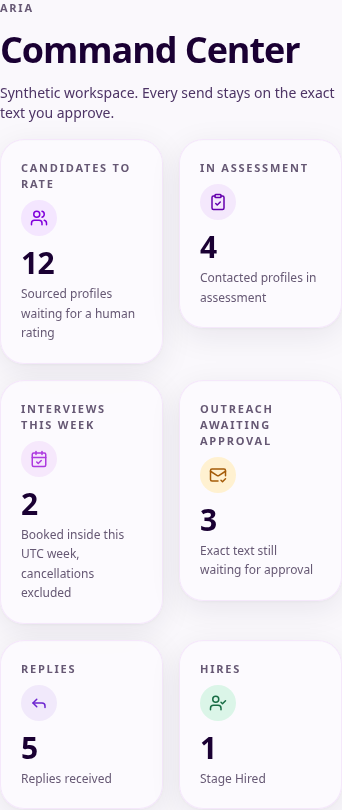 ARIA
Command Center
Synthetic workspace. Every send stays on the exact
text you approve.
CANDIDATES TO
RATE
12
Sourced profiles
waiting for a human
rating
IN ASSESSMENT
4
Contacted profiles in
assessment
INTERVIEWS
THIS WEEK
2
Booked inside this
UTC week,
cancellations
excluded
OUTREACH
AWAITING
APPROVAL
3
Exact text still
waiting for approval
REPLIES
5
Replies received
HIRES
1
Stage Hired